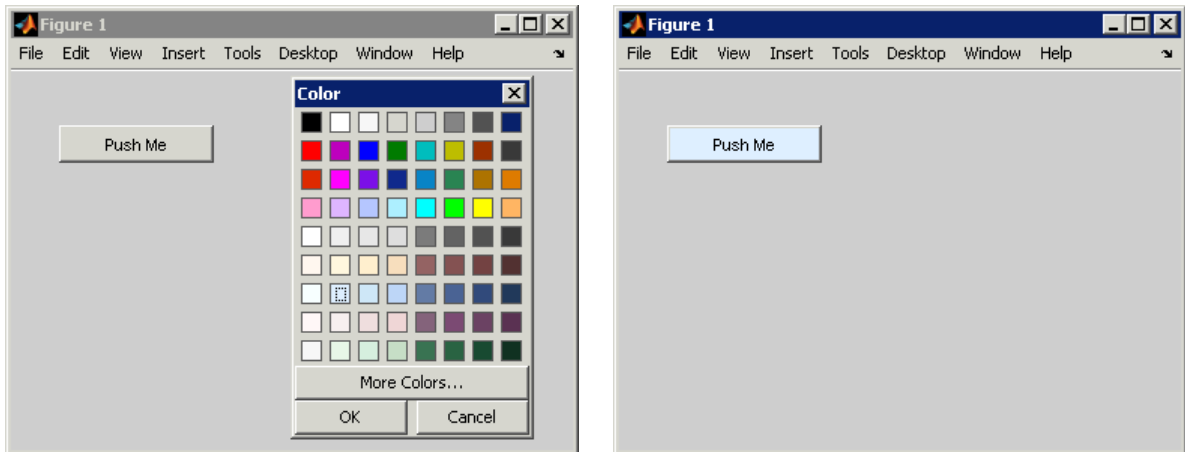 Figure 1
File Edit View Insert Tools Desktop Window Help
Color
Push Me
More Colors...
OK Cancel
Figure 1
File Edit View Insert Tools Desktop Window Help
Push Me